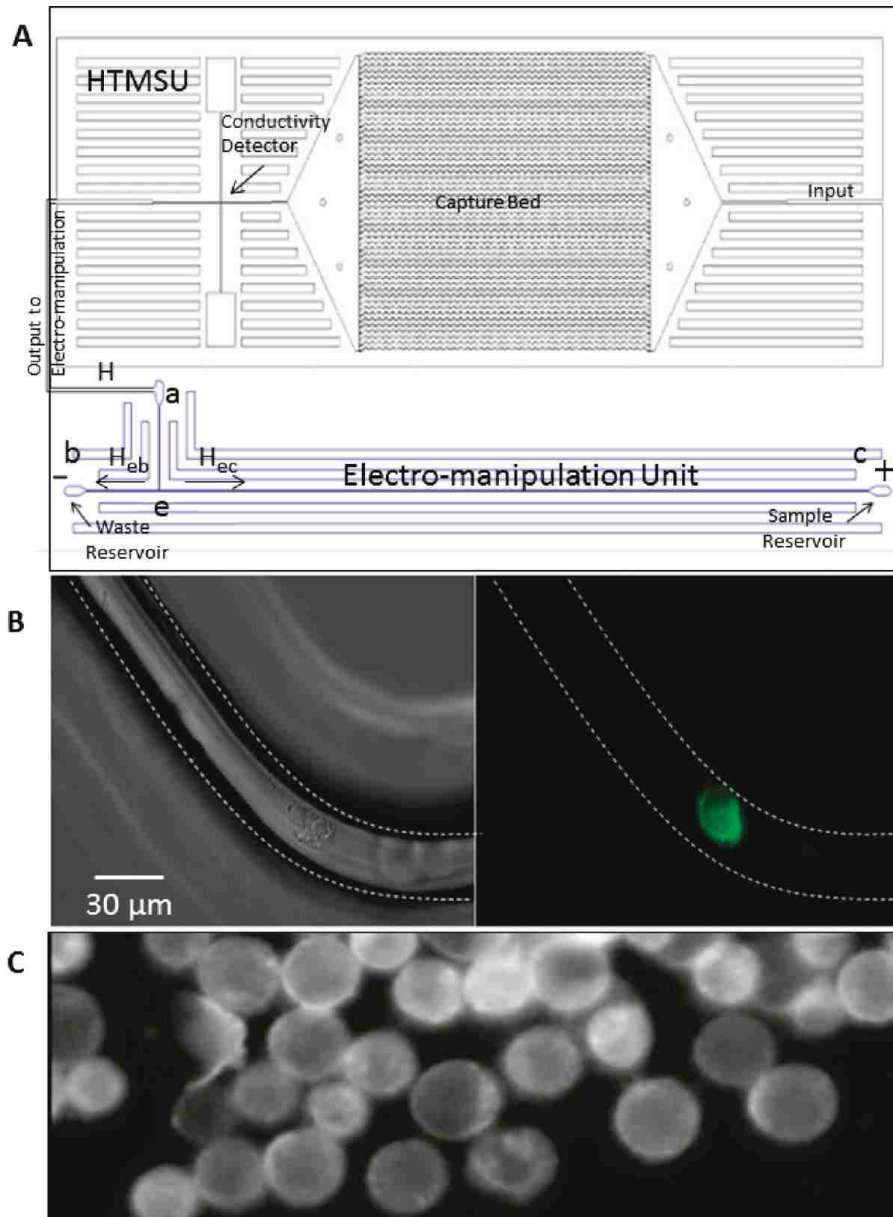 A
HTMSU
Conductivity
Detector
Capture Bed
Input
Output to
Electro-manipulation
H
a
b
H eb
H ec
c
−
Electro-manipulation Unit
+
e
Waste
Reservoir
Sample
Reservoir
B
30 µm
C